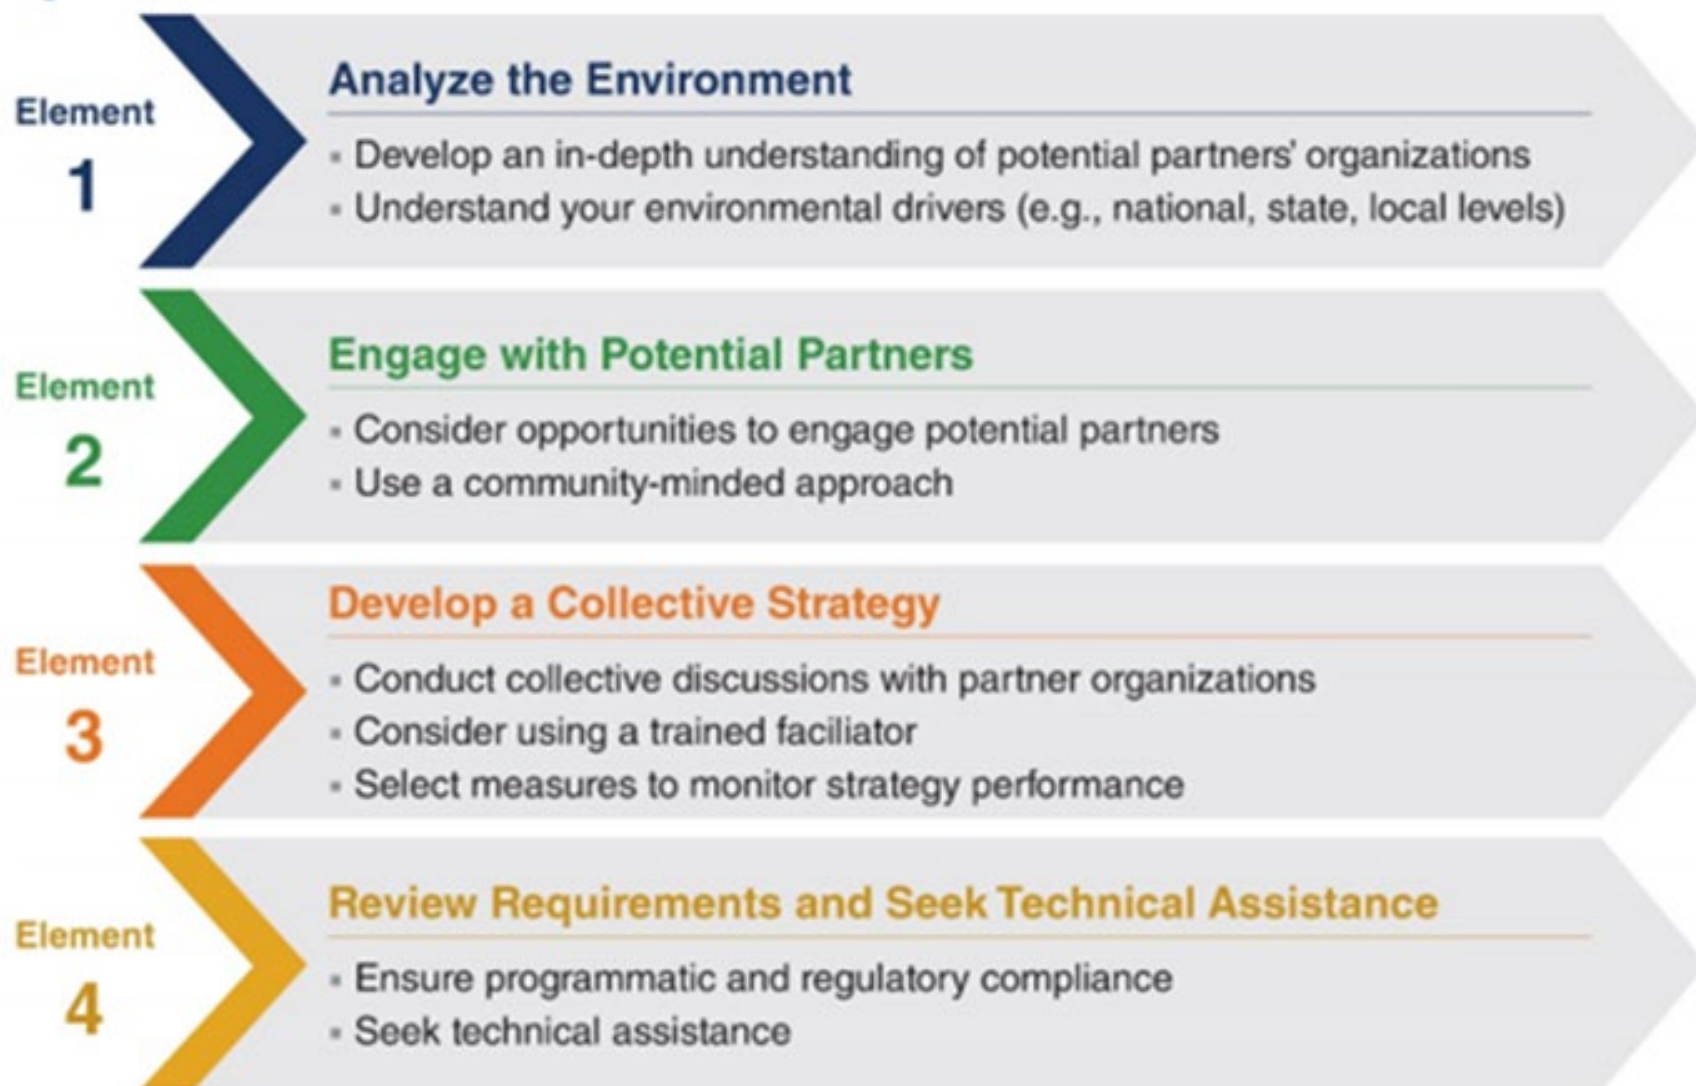 Element
1
Analyze the Environment
▪ Develop an in-depth understanding of potential partners' organizations
▪ Understand your environmental drivers (e.g., national, state, local levels)
Element
2
Engage with Potential Partners
▪ Consider opportunities to engage potential partners
▪ Use a community-minded approach
Element
3
Develop a Collective Strategy
▪ Conduct collective discussions with partner organizations
▪ Consider using a trained faciliator
▪ Select measures to monitor strategy performance
Element
4
Review Requirements and Seek Technical Assistance
▪ Ensure programmatic and regulatory compliance
▪ Seek technical assistance